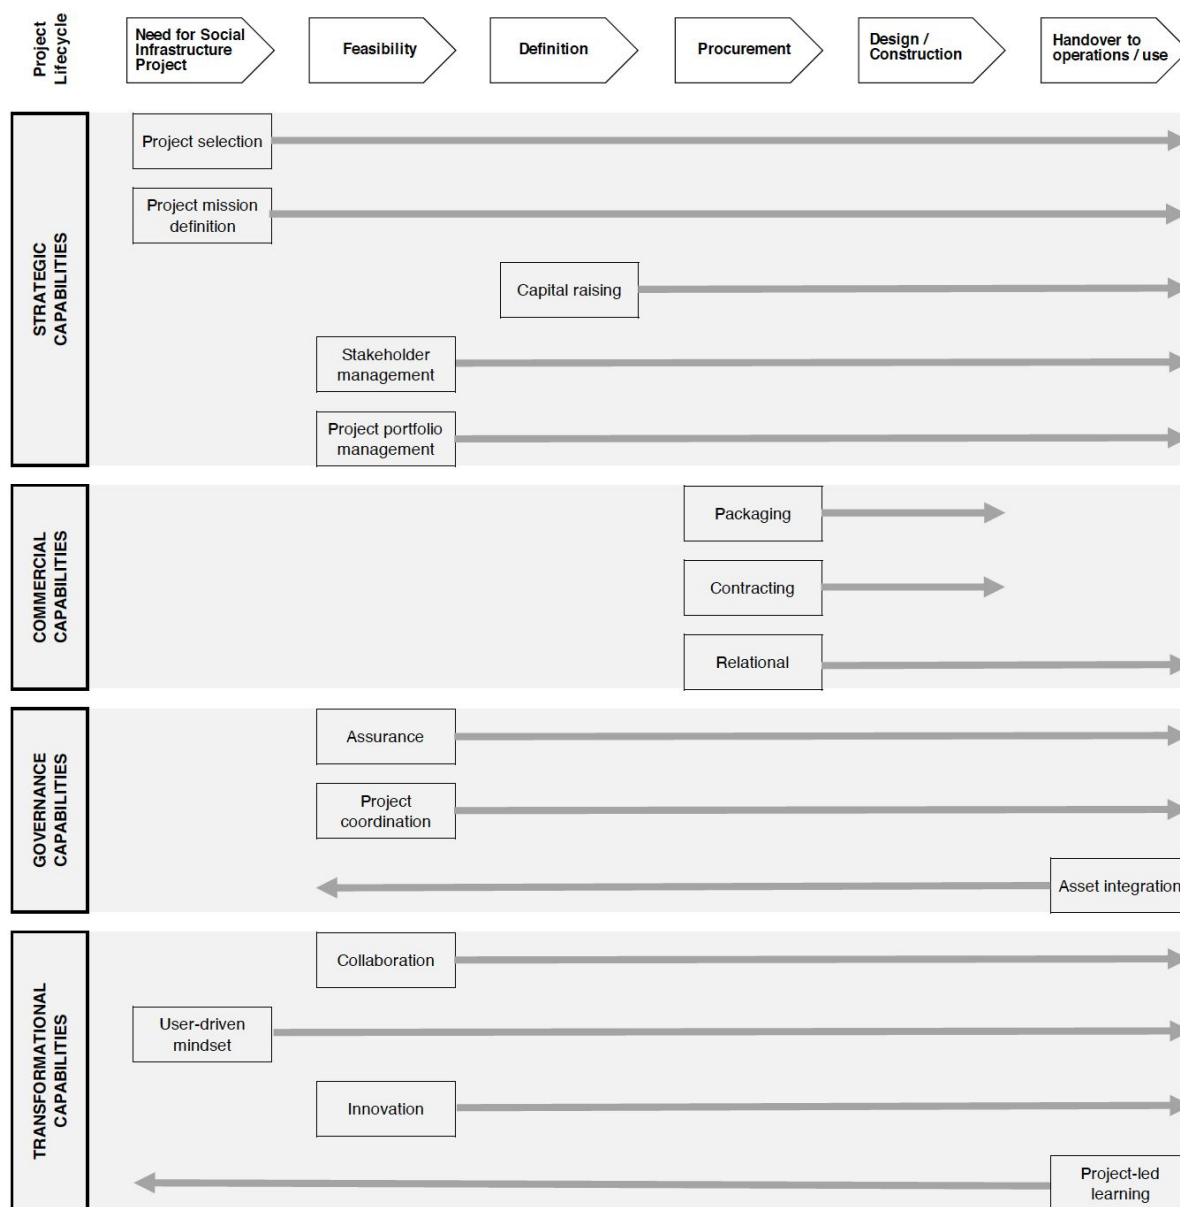 Project
Lifecycle
Need for Social
Infrastructure
Project
Feasibility
Definition
Procurement
Design /
Construction
Handover to
operations / use
STRATEGIC
CAPABILITIES
Project selection
Project mission
definition
Capital raising
Stakeholder
management
Project portfolio
management
COMMERCIAL
CAPABILITIES
Packaging
Contracting
Relational
GOVERNANCE
CAPABILITIES
Assurance
Project
coordination
Asset integration
TRANSFORMATIONAL
CAPABILITIES
Collaboration
User-driven
mindset
Innovation
Project-led
learning